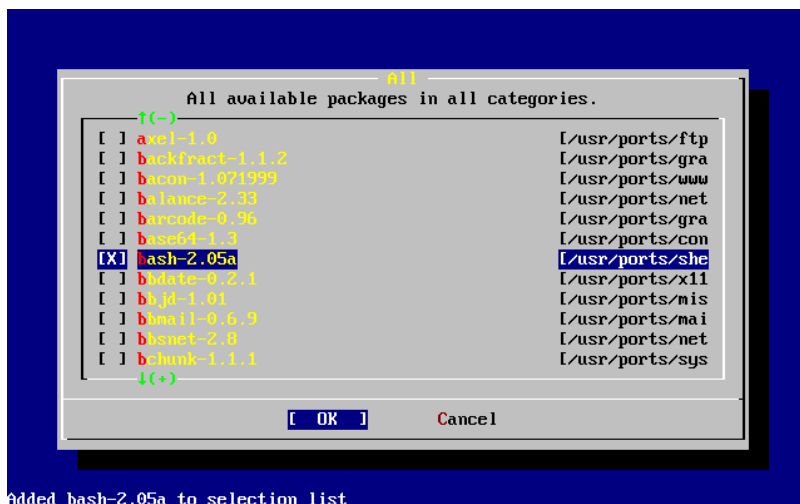 All
All available packages in all categories.
↑(-)
[ ] axel-1.0 [/usr/ports/ftp
[ ] backfract-1.1.2 [/usr/ports/gra
[ ] bacon-1.071999 [/usr/ports/www
[ ] balance-2.33 [/usr/ports/net
[ ] barcode-0.96 [/usr/ports/gra
[ ] base64-1.3 [/usr/ports/con
[X] bash-2.05a [/usr/ports/she
[ ] bbdate-0.2.1 [/usr/ports/x11
[ ] bbjd-1.01 [/usr/ports/mis
[ ] bbmail-0.6.9 [/usr/ports/mai
[ ] bbsnet-2.8 [/usr/ports/net
[ ] bchunk-1.1.1 [/usr/ports/sys
↓(+)
[ OK ] Cancel
Added bash-2.05a to selection list